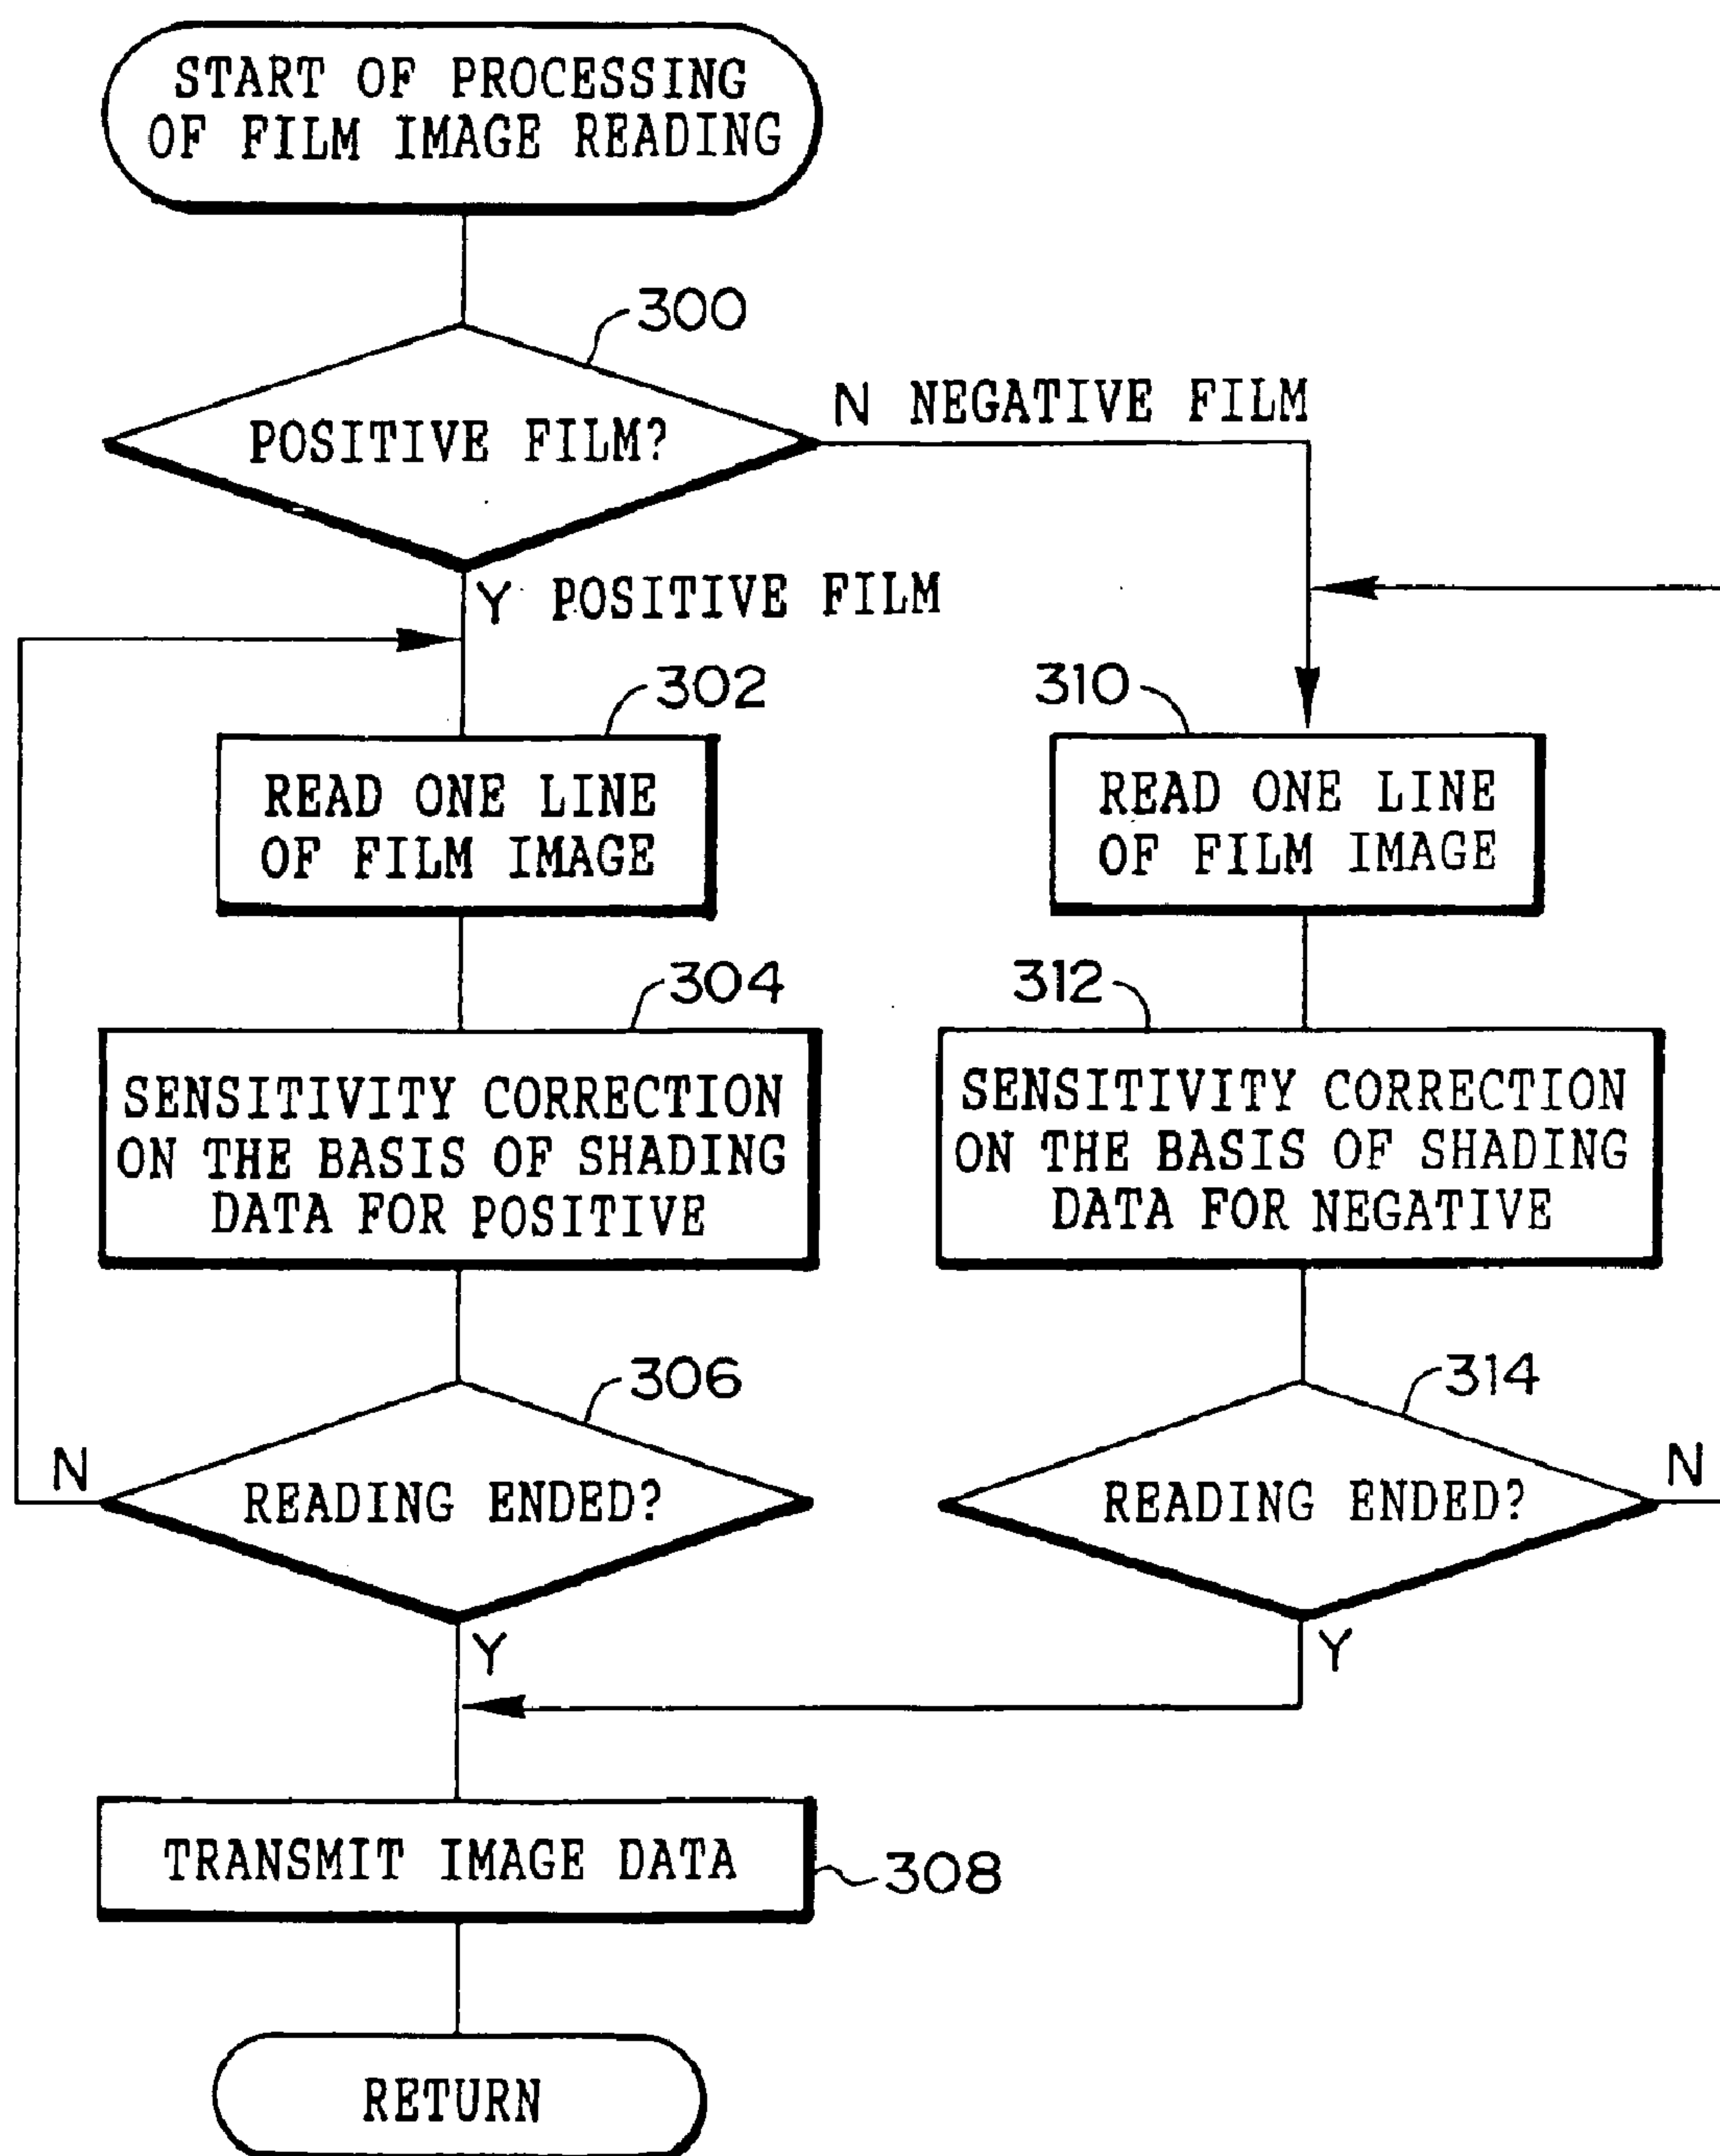 START OF PROCESSING
OF FILM IMAGE READING
300
POSITIVE FILM?
N NEGATIVE FILM
Y POSITIVE FILM
302
READ ONE LINE
OF FILM IMAGE
304
SENSITIVITY CORRECTION
ON THE BASIS OF SHADING
DATA FOR POSITIVE
306
READING ENDED?
N
Y
310
READ ONE LINE
OF FILM IMAGE
312
SENSITIVITY CORRECTION
ON THE BASIS OF SHADING
DATA FOR NEGATIVE
314
READING ENDED?
N
Y
TRANSMIT IMAGE DATA
308
RETURN